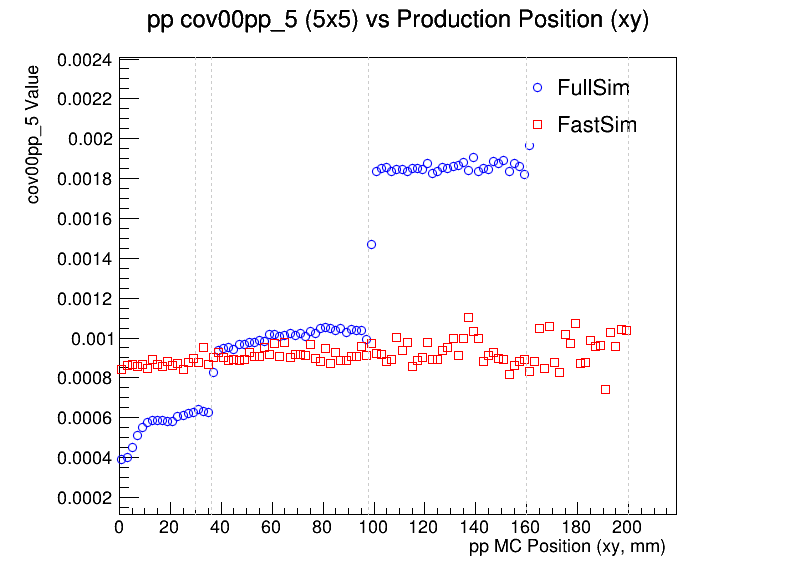 pp cov00pp_5 (5x5) vs Production Position (xy)
cov00pp_5 Value
0.0024
0.0022
0.002
0.0018
0.0016
0.0014
0.0012
0.001
0.0008
0.0006
0.0004
0.0002
FullSim
FastSim
0 20 40 60 80 100 120 140 160 180 200
pp MC Position (xy, mm)